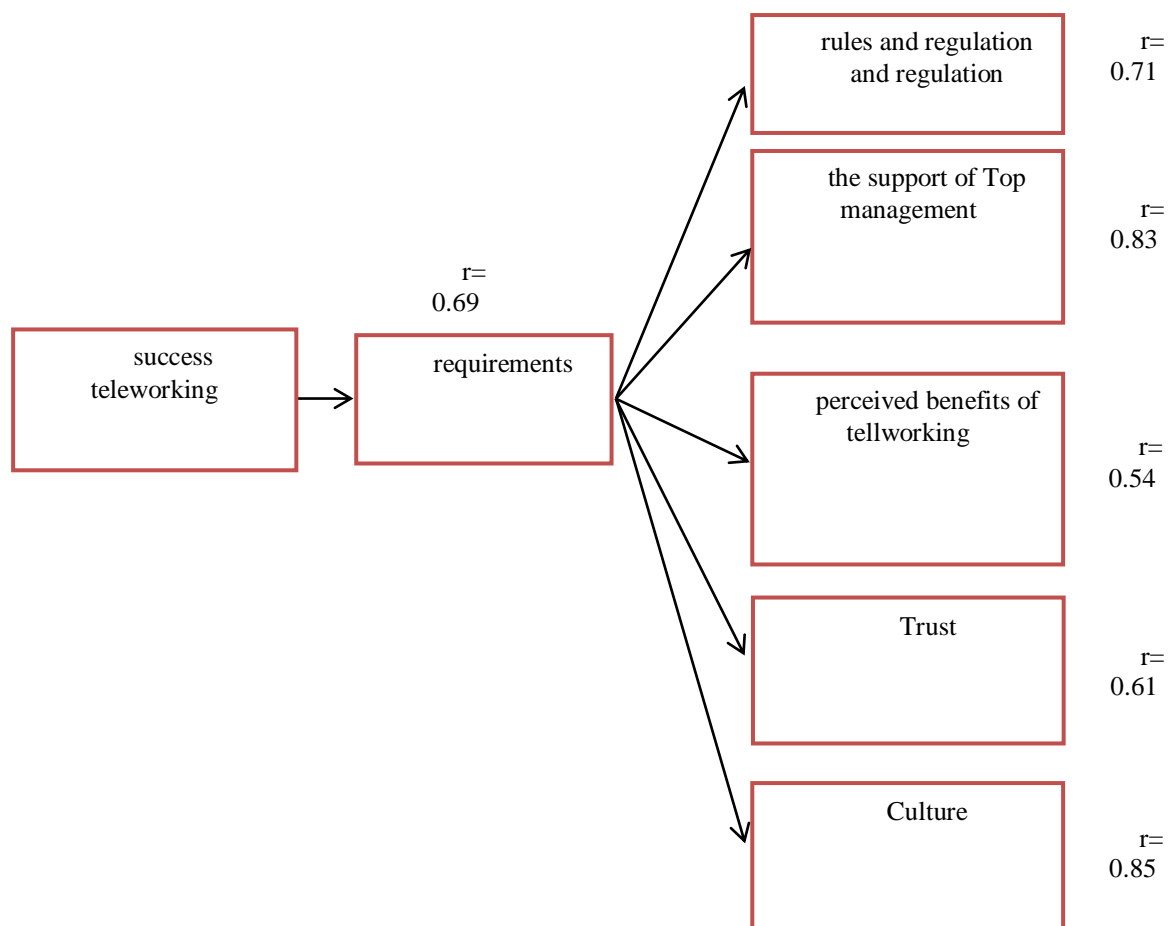 rules and regulation
and regulation
r=
0.71
the support of Top
management
r=
0.83
r=
0.69
success
teleworking
requirements
perceived benefits of
tellworking
r=
0.54
Trust
r=
0.61
Culture
r=
0.85